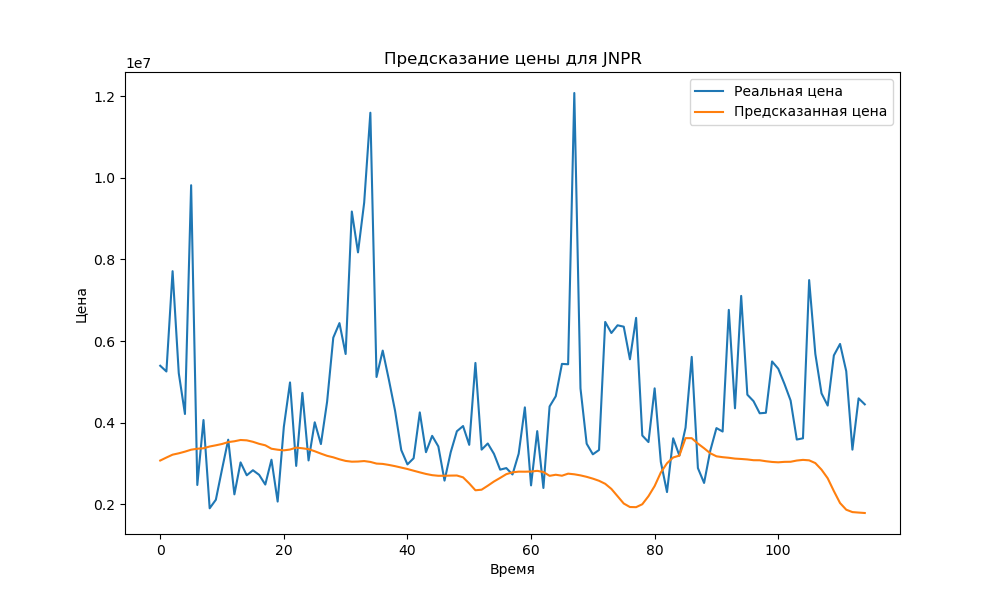 Предсказание цены для JNPR
1e7
Реальная цена
Предсказанная цена
1.2
1.0
0.8
0.6
0.4
0.2
Цена
0 20 40 60 80 100
Время